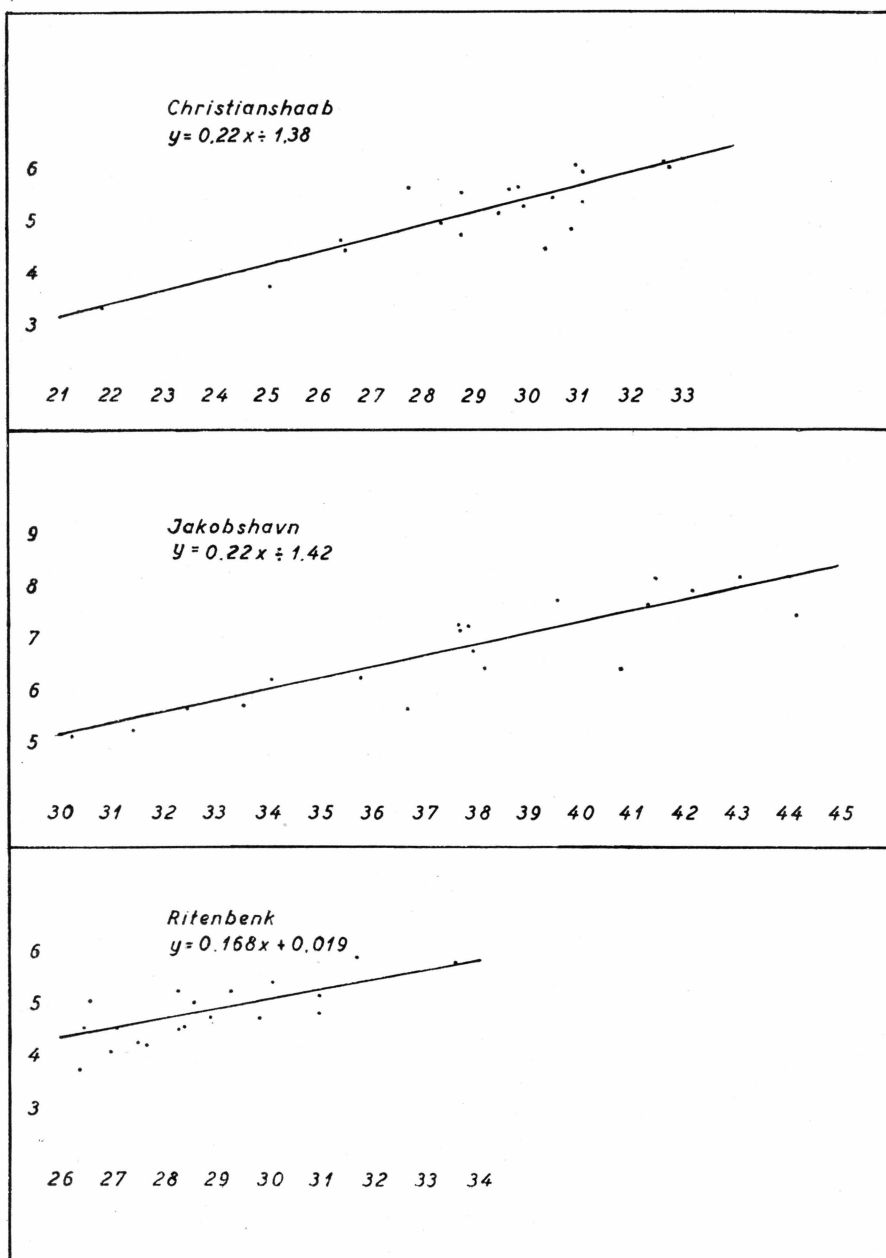 Christianshaab
y = 0,22 x ÷ 1,38
6
5
4
3
21 22 23 24 25 26 27 28 29 30 31 32 33
Jakobshavn
y = 0.22x ÷ 1.42
9
8
7
6
5
30 31 32 33 34 35 36 37 38 39 40 41 42 43 44 45
Ritenbenk
y = 0.168x + 0,019
6
5
4
3
26 27 28 29 30 31 32 33 34